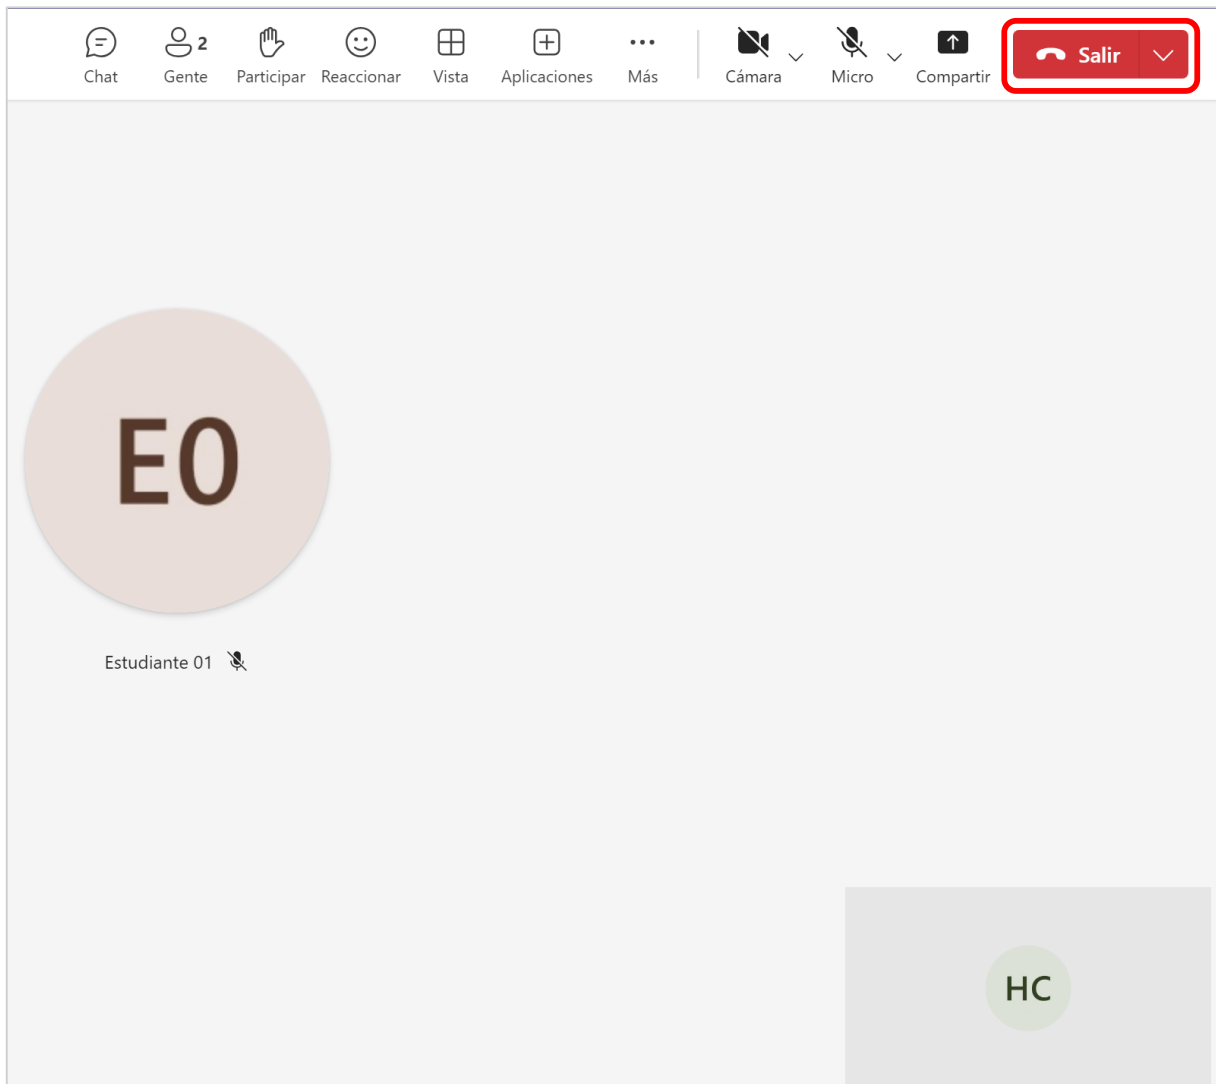 2
Chat Gente Participar Reaccionar Vista Aplicaciones Más Cámara Micro Compartir Salir
E0
Estudiante 01
HC